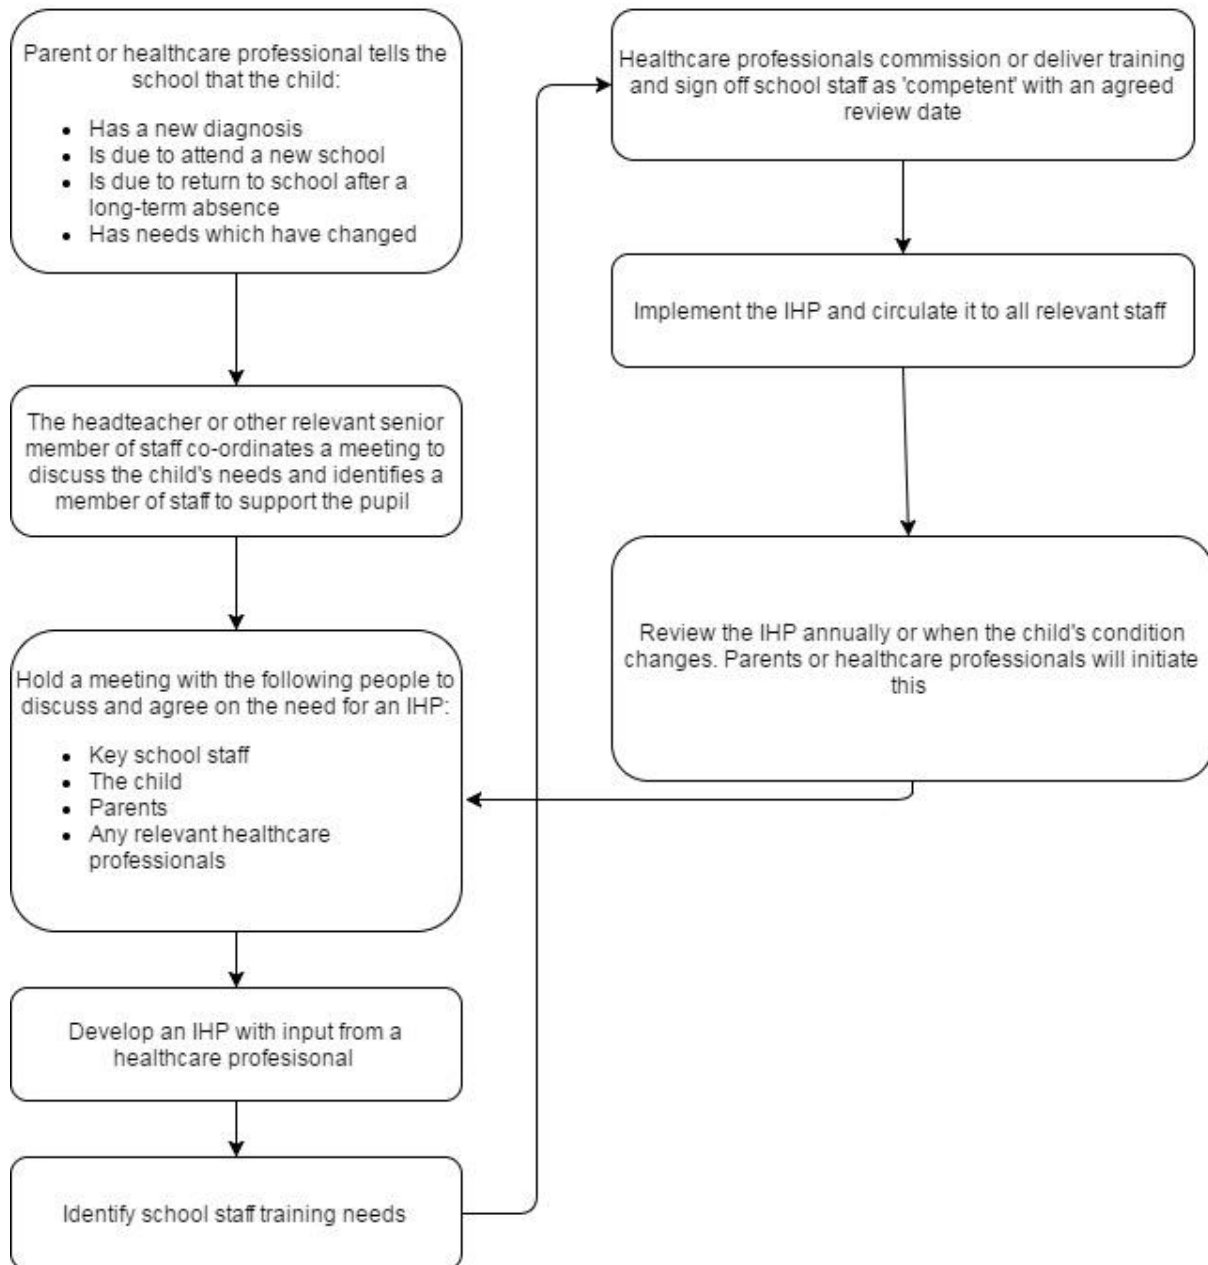 Parent or healthcare professional tells the
school that the child:
• Has a new diagnosis
• Is due to attend a new school
• Is due to return to school after a
long-term absence
• Has needs which have changed
The headteacher or other relevant senior
member of staff co-ordinates a meeting to
discuss the child's needs and identifies a
member of staff to support the pupil
Hold a meeting with the following people to
discuss and agree on the need for an IHP:
• Key school staff
• The child
• Parents
• Any relevant healthcare
professionals
Develop an IHP with input from a
healthcare profesisonal
Identify school staff training needs
Healthcare professionals commission or deliver training
and sign off school staff as 'competent' with an agreed
review date
Implement the IHP and circulate it to all relevant staff
Review the IHP annually or when the child's condition
changes. Parents or healthcare professionals will initiate
this